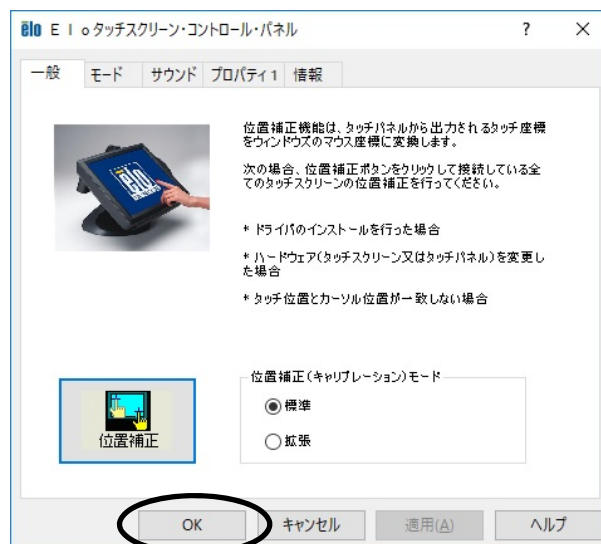 elo Ｅｌｏタッチスクリーン・コントロール・パネル ? ×
一般 モード サウンド プロパティ1 情報
位置補正機能は、タッチパネルから出力されるタッチ座標
をウィンドウズのマウス座標に変換します。
次の場合、位置補正ボタンをクリックして接続している全
てのタッチスクリーンの位置補正を行ってください。
* ドライバのインストールを行った場合
* ハードウェア(タッチスクリーン又はタッチパネル)を変更し
た場合
* タッチ位置とカーソル位置が一致しない場合
elo
位置補正
位置補正(キャリブレーション)モード
標準
拡張
OK キャンセル 適用(A) ヘルプ